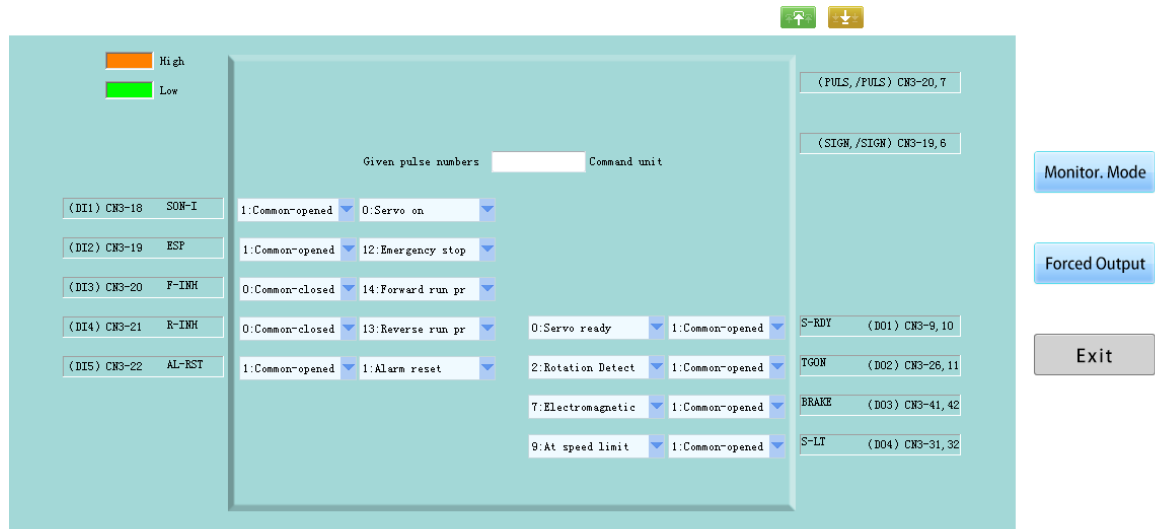 High
Low
(PULS,/PULS) CN3-20,7
Given pulse numbers Command unit
(SIGN,/SIGN) CN3-19,6
Monitor. Mode
(DI1) CN3-18 SON-I 1:Common-opened 0:Servo on
(DI2) CN3-19 ESP 1:Common-opened 12:Emergency stop
Forced Output
(DI3) CN3-20 F-INH 0:Common-closed 14:Forward run pr
(DI4) CN3-21 R-INH 0:Common-closed 13:Reverse run pr 0:Servo ready 1:Common-opened S-RDY (DO1) CN3-9,10
Exit
(DI5) CN3-22 AL-RST 1:Common-opened 1:Alarm reset 2:Rotation Detect 1:Common-opened TGON (DO2) CN3-26,11
7:Electromagnetic 1:Common-opened BRAKE (DO3) CN3-41,42
9:At speed limit 1:Common-opened S-LT (DO4) CN3-31,32